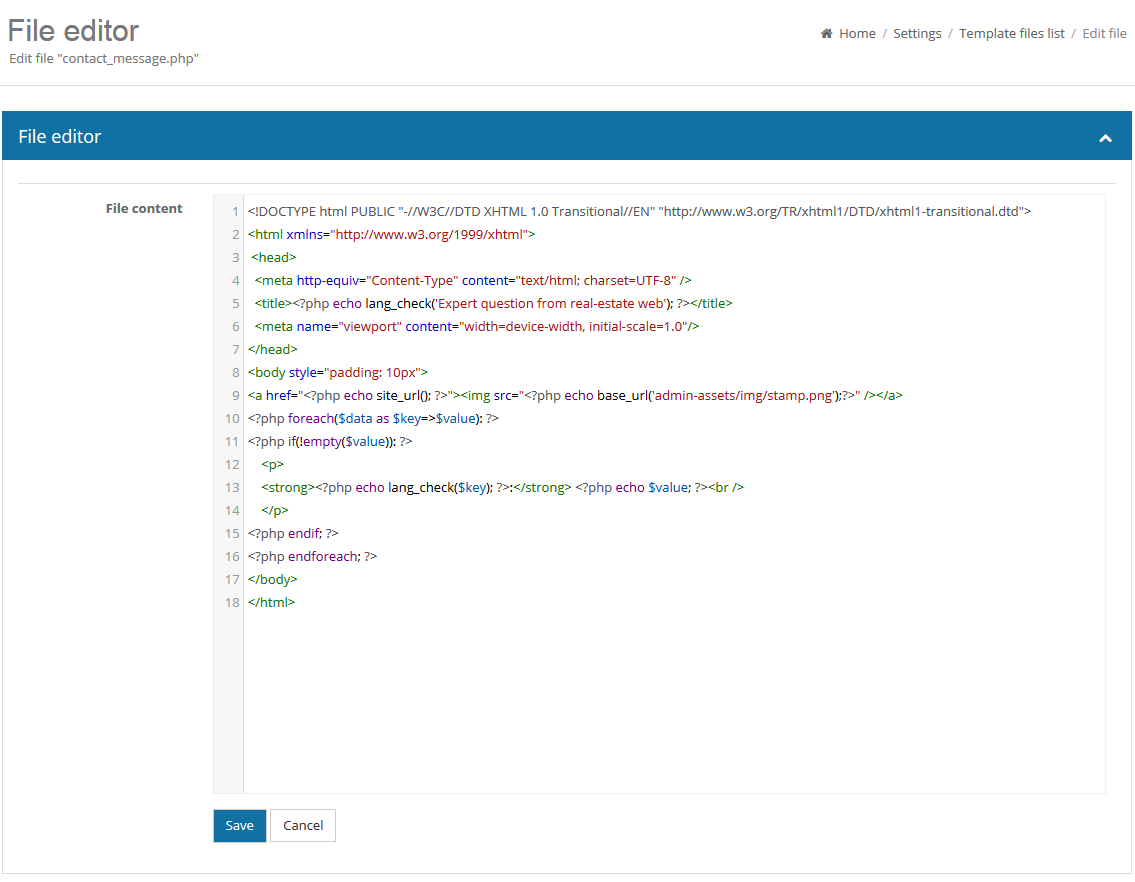 File editor
Edit file "contact_message.php"
Home / Settings / Template files list / Edit file
File editor
File content
1 <!DOCTYPE html PUBLIC "-//W3C//DTD XHTML 1.0 Transitional//EN" "http://www.w3.org/TR/xhtml1/DTD/xhtml1-transitional.dtd">
2 <html xmlns="http://www.w3.org/1999/xhtml">
3 <head>
4 <meta http-equiv="Content-Type" content="text/html; charset=UTF-8" />
5 <title><?php echo lang_check('Expert question from real-estate web'); ?></title>
6 <meta name="viewport" content="width=device-width, initial-scale=1.0"/>
7 </head>
8 <body style="padding: 10px">
9 <a href="<?php echo site_url(); ?>"><img src="<?php echo base_url('admin-assets/img/stamp.png');?>" /></a>
10 <?php foreach($data as $key=>$value): ?>
11 <?php if(!empty($value)): ?>
12 <p>
13 <strong><?php echo lang_check($key); ?>:</strong> <?php echo $value; ?><br />
14 </p>
15 <?php endif; ?>
16 <?php endforeach; ?>
17 </body>
18 </html>
Save Cancel